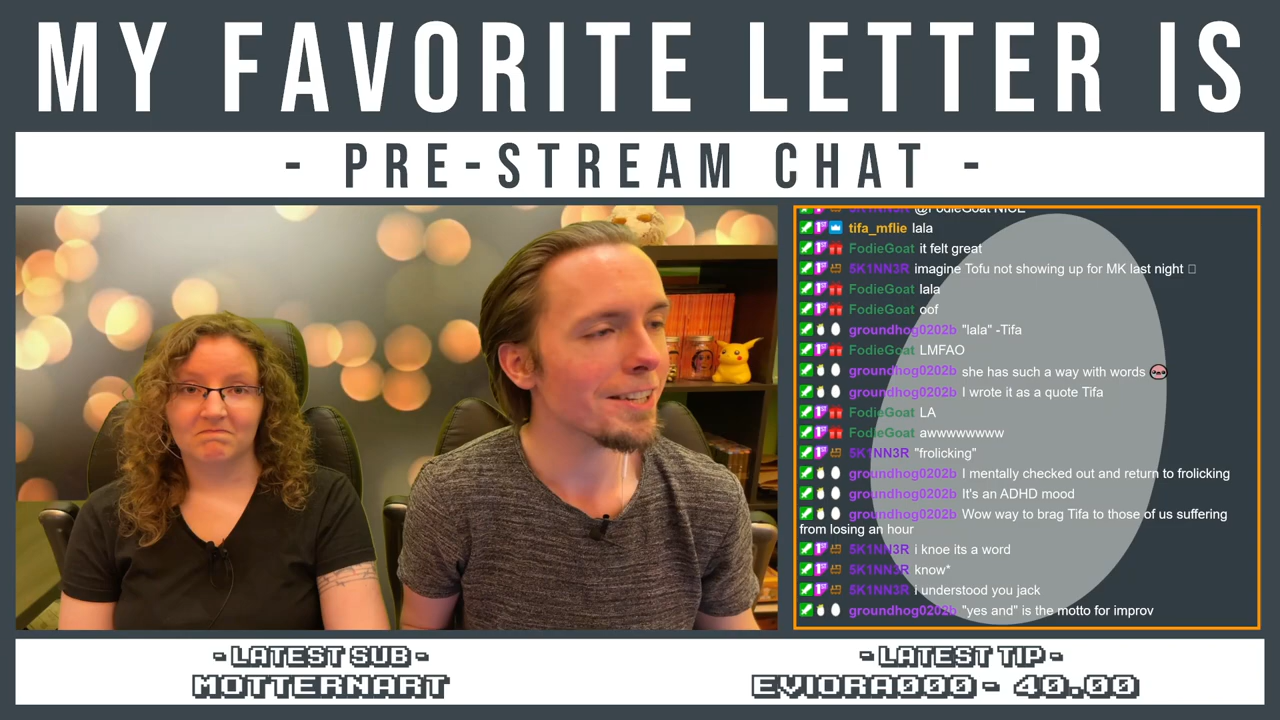 MY FAVORITE LETTER IS
- PRE-STREAM CHAT -
5K1NN3R @FodieGoat NICE
tifa_mflie lala
FodieGoat it felt great
5K1NN3R imagine Tofu not showing up for MK last night
FodieGoat lala
FodieGoat oof
groundhog0202b "lala" -Tifa
FodieGoat LMFAO
groundhog0202b she has such a way with words
groundhog0202b I wrote it as a quote Tifa
FodieGoat LA
FodieGoat awwwwwwww
5K1NN3R "frolicking"
groundhog0202b I mentally checked out and return to frolicking
groundhog0202b It's an ADHD mood
groundhog0202b Wow way to brag Tifa to those of us suffering
from losing an hour
5K1NN3R i knoe its a word
5K1NN3R know*
5K1NN3R i understood you jack
groundhog0202b "yes and" is the motto for improv
- LATEST SUB -
MOTTERNART
- LATEST TIP -
EVIORA000 - 40.00